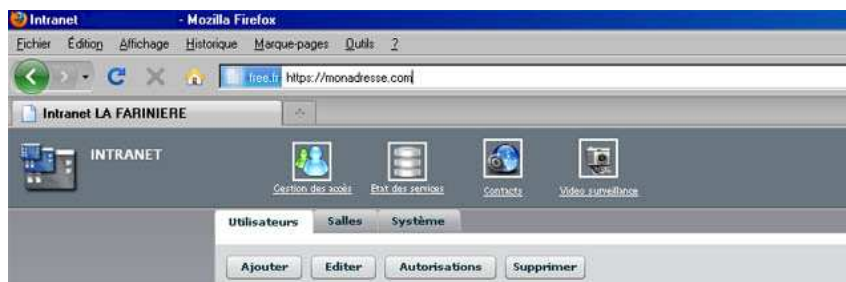 Intranet - Mozilla Firefox
Fichier Édition Affichage Historique Marque-pages Outils ?
free.fr https://monadresse.com
Intranet LA FARINIERE
INTRANET
Gestion des accès Etat des services Contacts Video surveillance
Utilisateurs Salles Système
Ajouter Editer Autorisations Supprimer